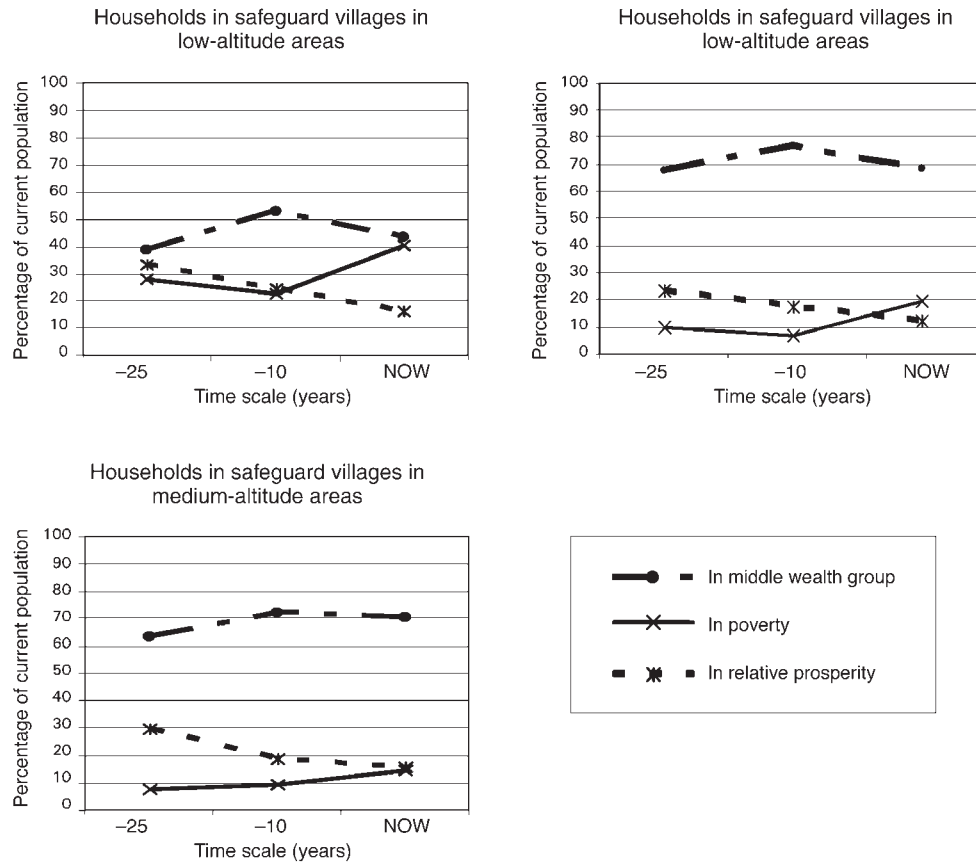 Households in safeguard villages in
low-altitude areas
Percentage of current population
100
90
80
70
60
50
40
30
20
10
0
–25
–10
NOW
Time scale (years)
Households in safeguard villages in
low-altitude areas
Percentage of current population
100
90
80
70
60
50
40
30
20
10
0
–25
–10
NOW
Time scale (years)
Households in safeguard villages in
medium-altitude areas
Percentage of current population
100
90
80
70
60
50
40
30
20
10
0
–25
–10
NOW
Time scale (years)
In middle wealth group
In poverty
In relative prosperity